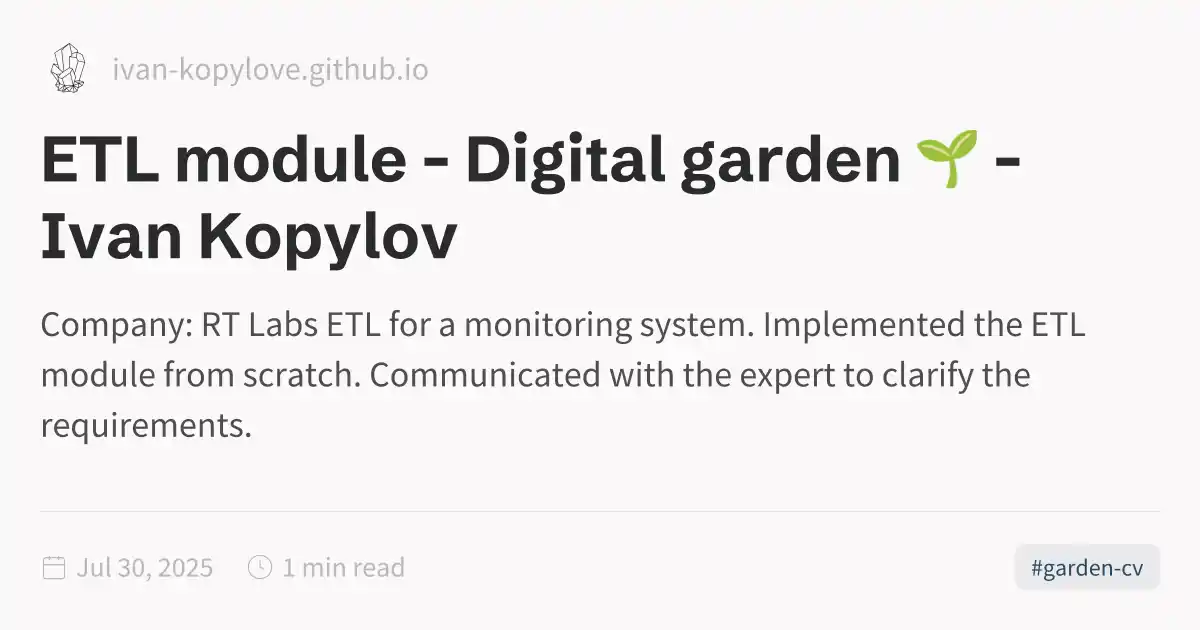 ivan-kopylove.github.io
ETL module - Digital garden 🌱 -
Ivan Kopylov
Company: RT Labs ETL for a monitoring system. Implemented the ETL
module from scratch. Communicated with the expert to clarify the
requirements.
Jul 30, 2025 1 min read #garden-cv